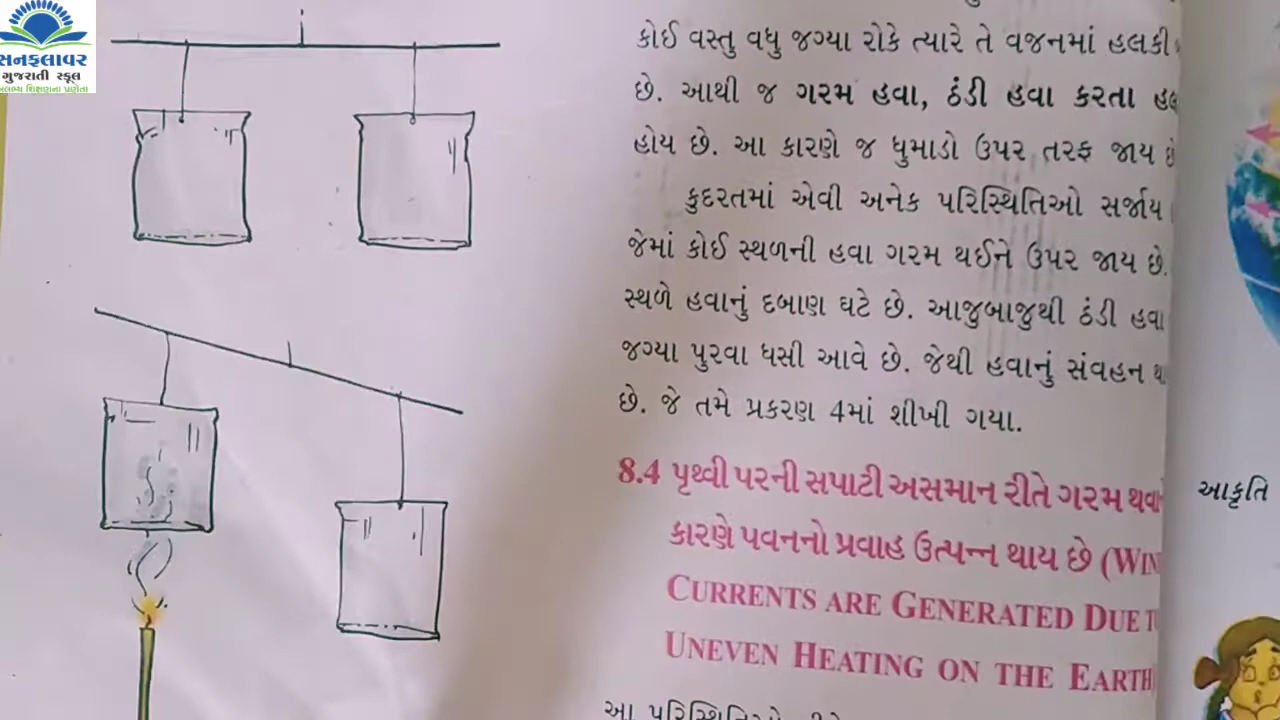 સનફલાવર
ગુજરાતી સ્કૂલ
કોઈ વસ્તુ વધુ જગ્યા રોકે ત્યારે તે વજનમાં હલકી
છે. આથી જ ગરમ હવા, ઠંડી હવા કરતા
હોય છે. આ કારણે જ ધુમાડો ઉપર તરફ જાય છે
કુદરતમાં એવી અનેક પરિસ્થિતિઓ સર્જાય
જેમાં કોઈ સ્થળની હવા ગરમ થઈને ઉપર જાય છે.
સ્થળે હવાનું દબાણ ઘટે છે. આજુબાજુથી ઠંડી હવા
જગ્યા પુરવા ધસી આવે છે. જેથી હવાનું સંવહન
છે. જે તમે પ્રકરણ 4માં શીખી ગયા.
8.4 પૃથ્વી પરની સપાટી અસમાન રીતે ગરમ
કારણે પવનનો પ્રવાહ ઉત્પન્ન થાય છે (WIN
CURRENTS ARE GENERATED DUE
UNEVEN HEATING ON THE EARTH
આકૃતિ